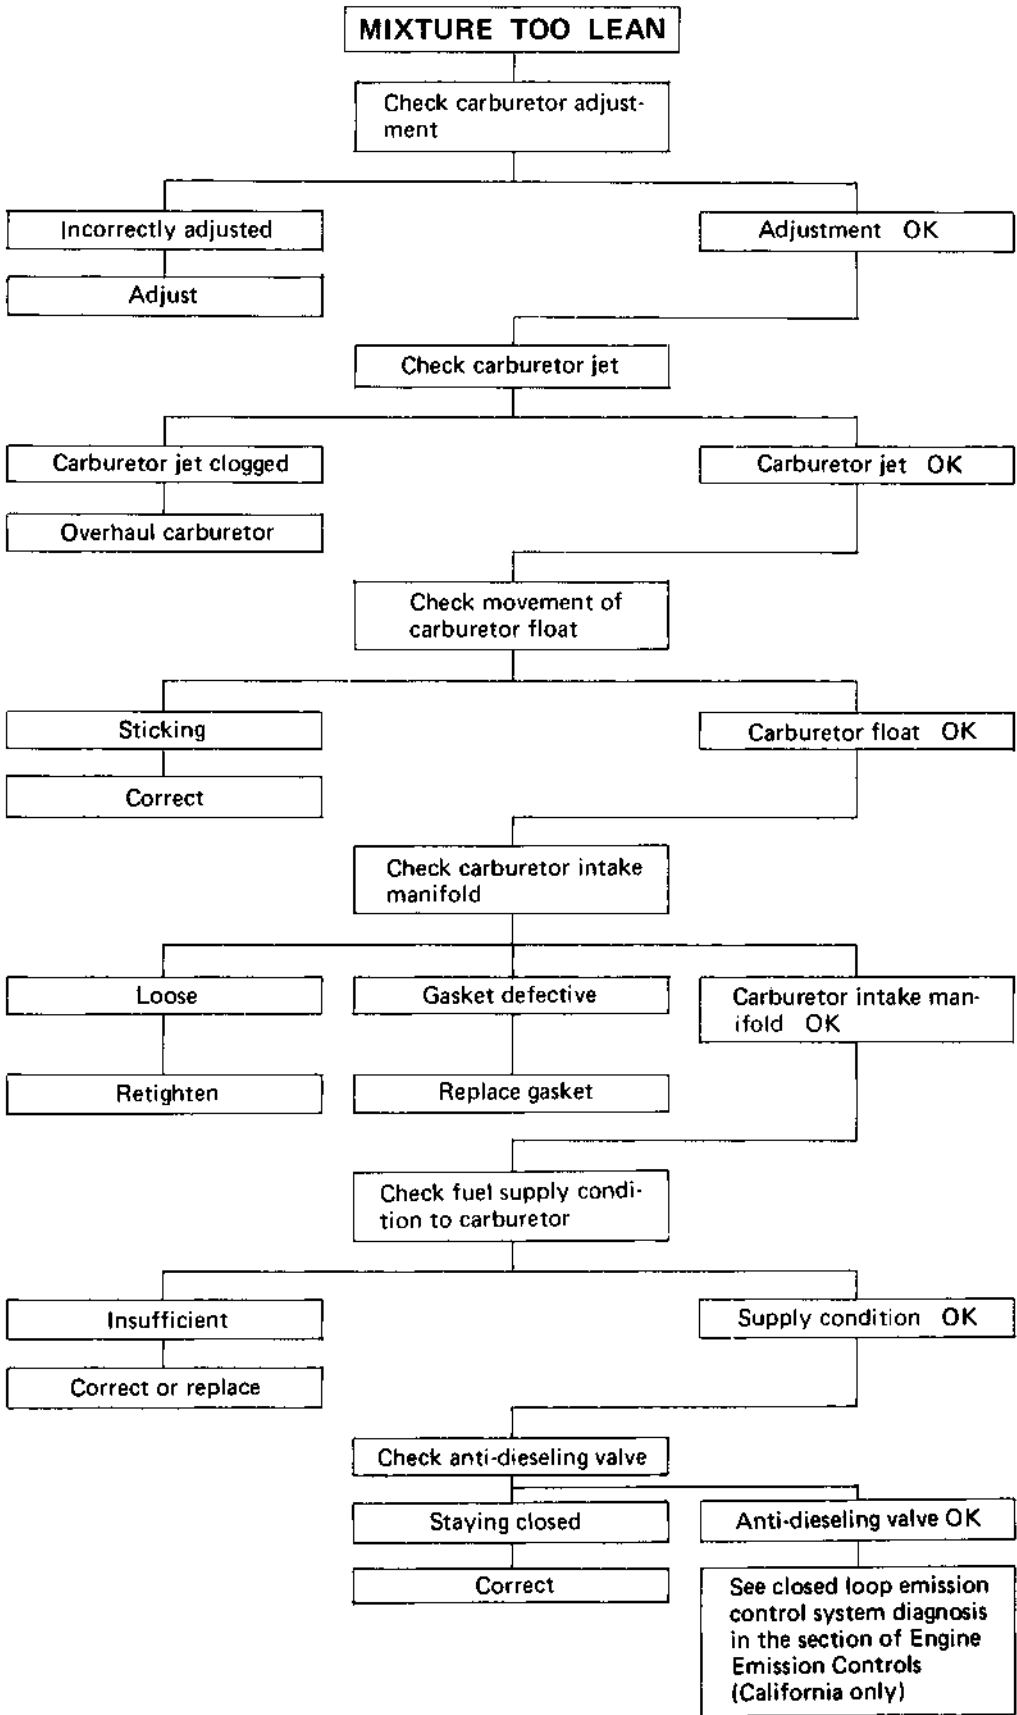 MIXTURE TOO LEAN
Check carburetor adjust-
ment
Incorrectly adjusted
Adjustment OK
Adjust
Check carburetor jet
Carburetor jet clogged
Carburetor jet OK
Overhaul carburetor
Check movement of
carburetor float
Sticking
Carburetor float OK
Correct
Check carburetor intake
manifold
Loose
Gasket defective
Carburetor intake man-
ifold OK
Retighten
Replace gasket
Check fuel supply condi-
tion to carburetor
Insufficient
Supply condition OK
Correct or replace
Check anti-dieseling valve
Staying closed
Anti-dieseling valve OK
Correct
See closed loop emission
control system diagnosis
in the section of Engine
Emission Controls
(California only)